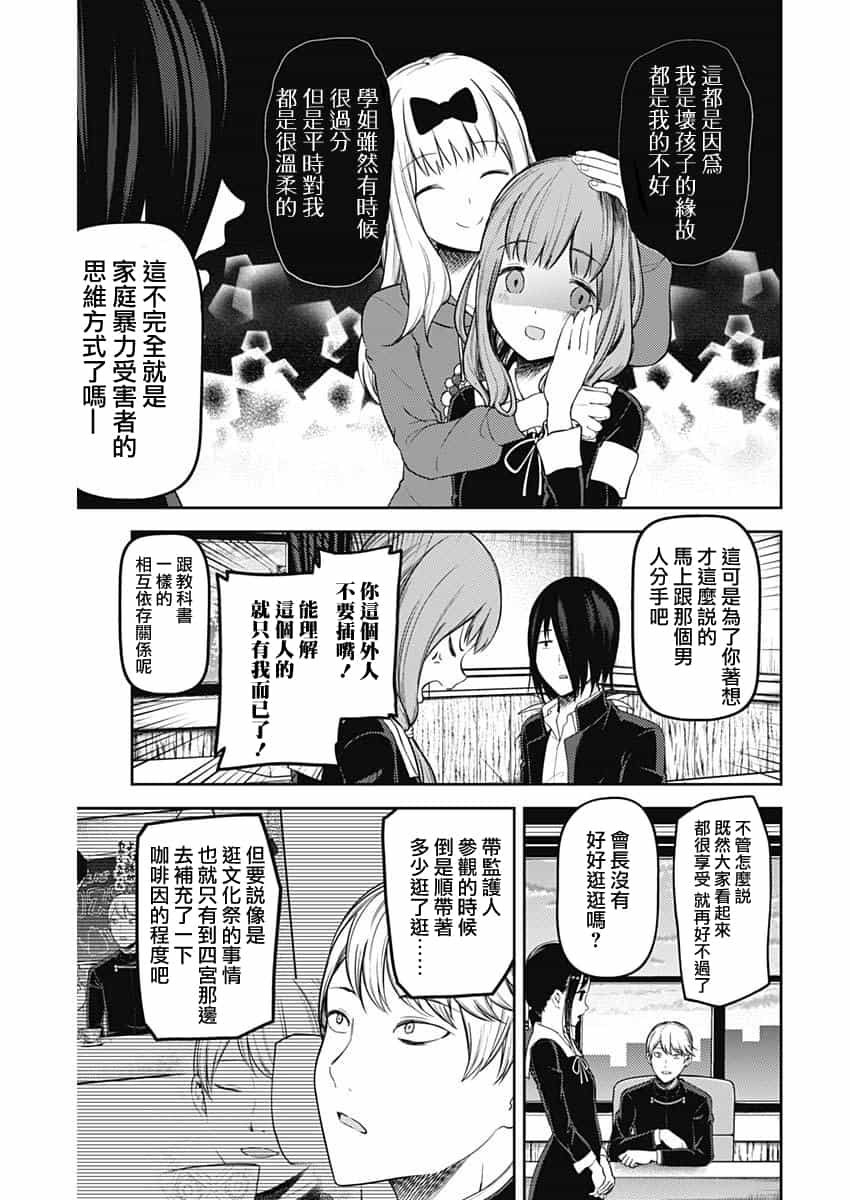 這都是因爲
我是壞孩子的緣故
都是我的不好
學姐雖然有時候
很過分
但是平時對我
都是很溫柔的
這不完全就是
家庭暴力受害者的
思維方式了嗎—
這可是為了你著想
才這麼說的
馬上跟那個男
人分手吧
你這個外人
不要插嘴！
能理解
這個人的
就只有我而已了！
跟教科書
一樣的
相互依存關係呢
不管怎麼說
既然大家看起來
都很享受 就再好不過了
會長沒有
好好逛逛嗎？
帶監護人
參觀的時候
倒是順帶著
多少逛了逛……
但要説像是
逛文化祭的事情
也就只有到四宮那邊
去補充了一下
咖啡因的程度吧